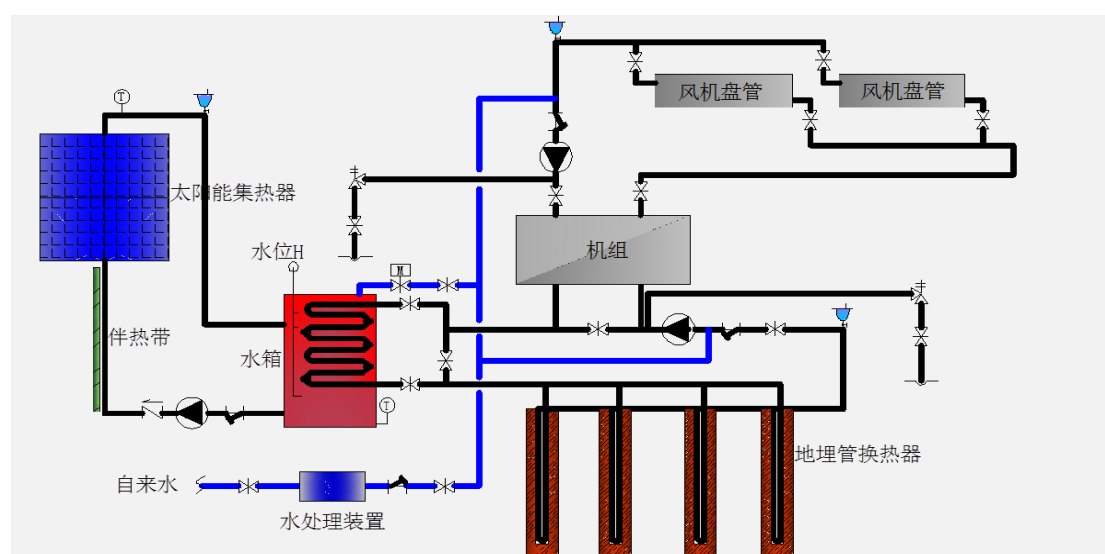 风机盘管
风机盘管
T
太阳能集热器
水位H
M
机组
伴热带
水箱
T
地埋管换热器
自来水
水处理装置